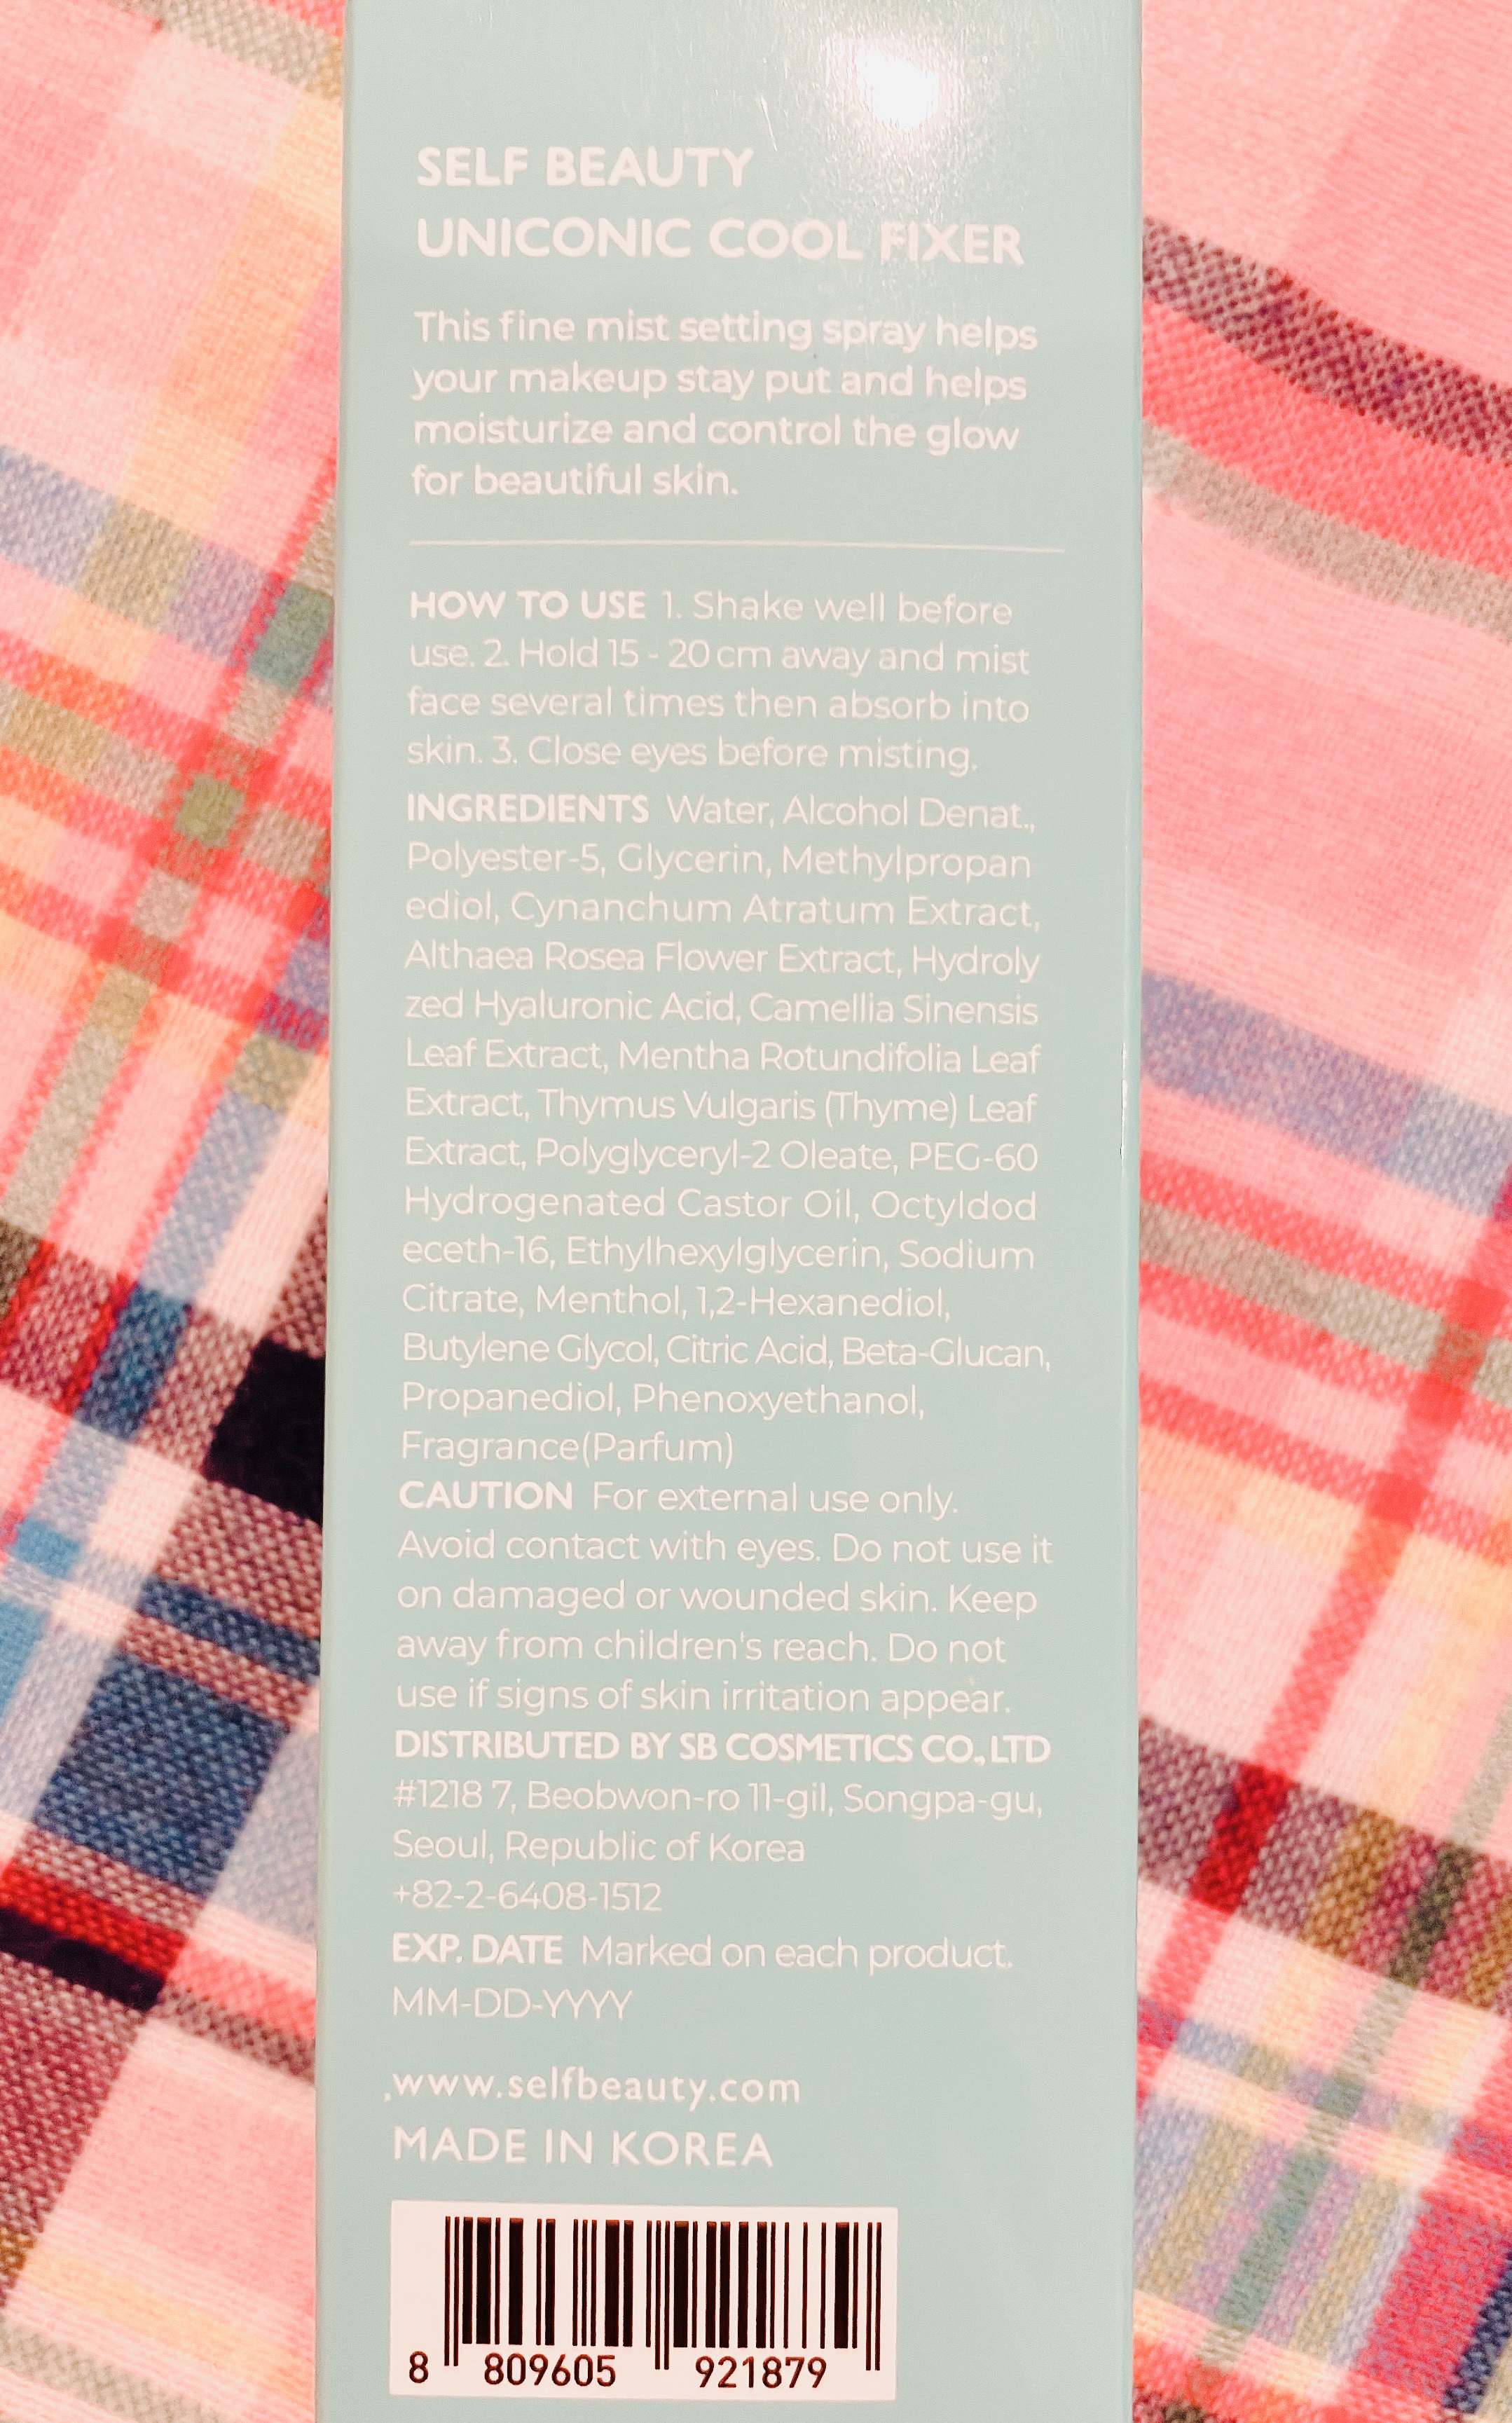 SELF BEAUTY
UNICONIC COOL FIXER
This fine mist setting spray helps
your makeup stay put and helps
moisturize and control the glow
for beautiful skin.
HOW TO USE 1. Shake well before
use. 2. Hold 15 - 20 cm away and mist
face several times then absorb into
skin. 3. Close eyes before misting.
INGREDIENTS Water, Alcohol Denat.,
Polyester-5, Glycerin, Methylpropan
ediol, Cynanchum Atratum Extract,
Althaea Rosea Flower Extract, Hydroly
zed Hyaluronic Acid, Camellia Sinensis
Leaf Extract, Mentha Rotundifolia Leaf
Extract, Thymus Vulgaris (Thyme) Leaf
Extract, Polyglyceryl-2 Oleate, PEG-60
Hydrogenated Castor Oil, Octyldod
eceth-16, Ethylhexylglycerin, Sodium
Citrate, Menthol, 1,2-Hexanediol,
Butylene Glycol, Citric Acid, Beta-Glucan,
Propanediol, Phenoxyethanol,
Fragrance(Parfum)
CAUTION For external use only.
Avoid contact with eyes. Do not use it
on damaged or wounded skin. Keep
away from children's reach. Do not
use if signs of skin irritation appear.
DISTRIBUTED BY SB COSMETICS CO., LTD
#1218 7, Beobwon-ro 11-gil, Songpa-gu,
Seoul, Republic of Korea
+82-2-6408-1512
EXP. DATE Marked on each product.
MM-DD-YYYY
www.selfbeauty.com
MADE IN KOREA
8 809605 921879